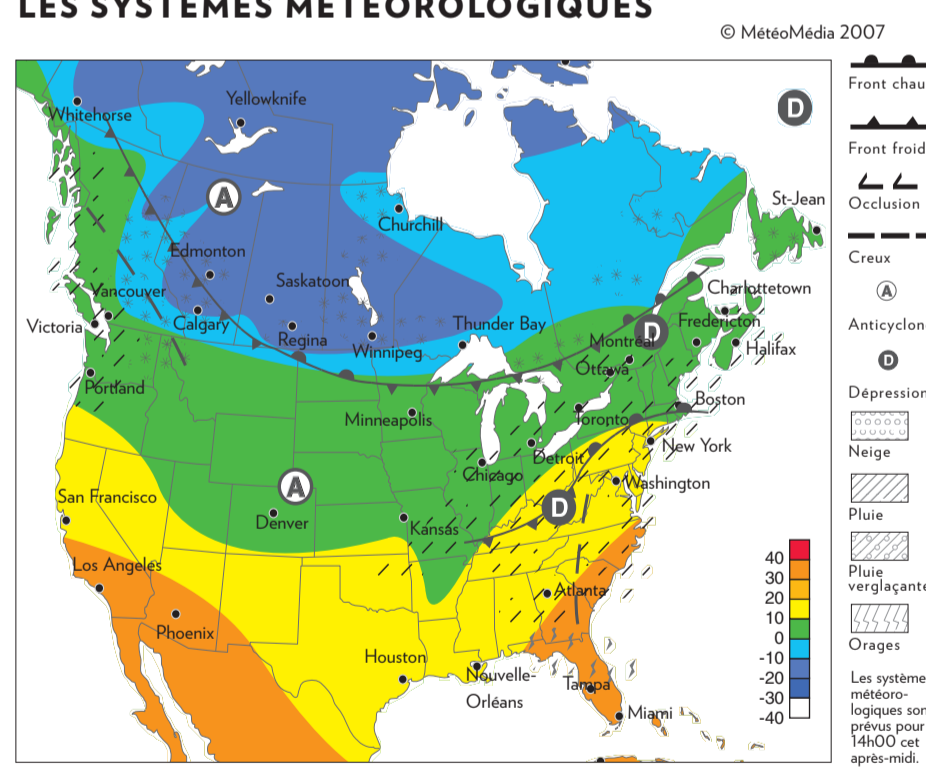 LES SYSTÈMES MÉTÉOROLOGIQUES
© MétéoMédia 2007
Whitehorse
Yellowknife
D
Front chau
Front froid
Occlusion
Creux
A
Anticyclone
D
Dépression
Neige
Pluie
Pluie
verglaçante
Orages
Les système
météoro-
logiques son
prévus pour
14h00 cet
après-midi.
A
St-Jean
Churchill
Edmonton
Saskatoon
Vancouver
Charlottetown
Victoria
Calgary
Regina
Winnipeg
Thunder Bay
Montréal
D
Fredericton
Halifax
Ottawa
Portland
Minneapolis
Toronto
Boston
Detroit
New York
Chicago
A
San Francisco
Denver
Kansas
D
Washington
Los Angeles
Phoenix
Atlanta
Houston
Nouvelle-
Orléans
Tampa
Miami
40
30
20
10
0
-10
-20
-30
-40